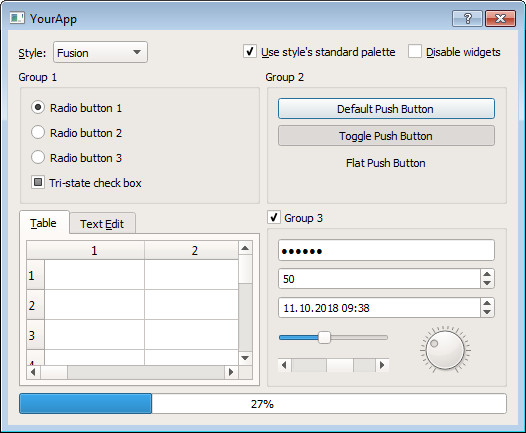 YourApp
Style: Fusion
Use style's standard palette
Disable widgets
Group 1
Radio button 1
Radio button 2
Radio button 3
Tri-state check box
Group 2
Default Push Button
Toggle Push Button
Flat Push Button
Table
Text Edit
1 2
1
2
3
4
Group 3
••••••
50
11.10.2018 09:38
27%